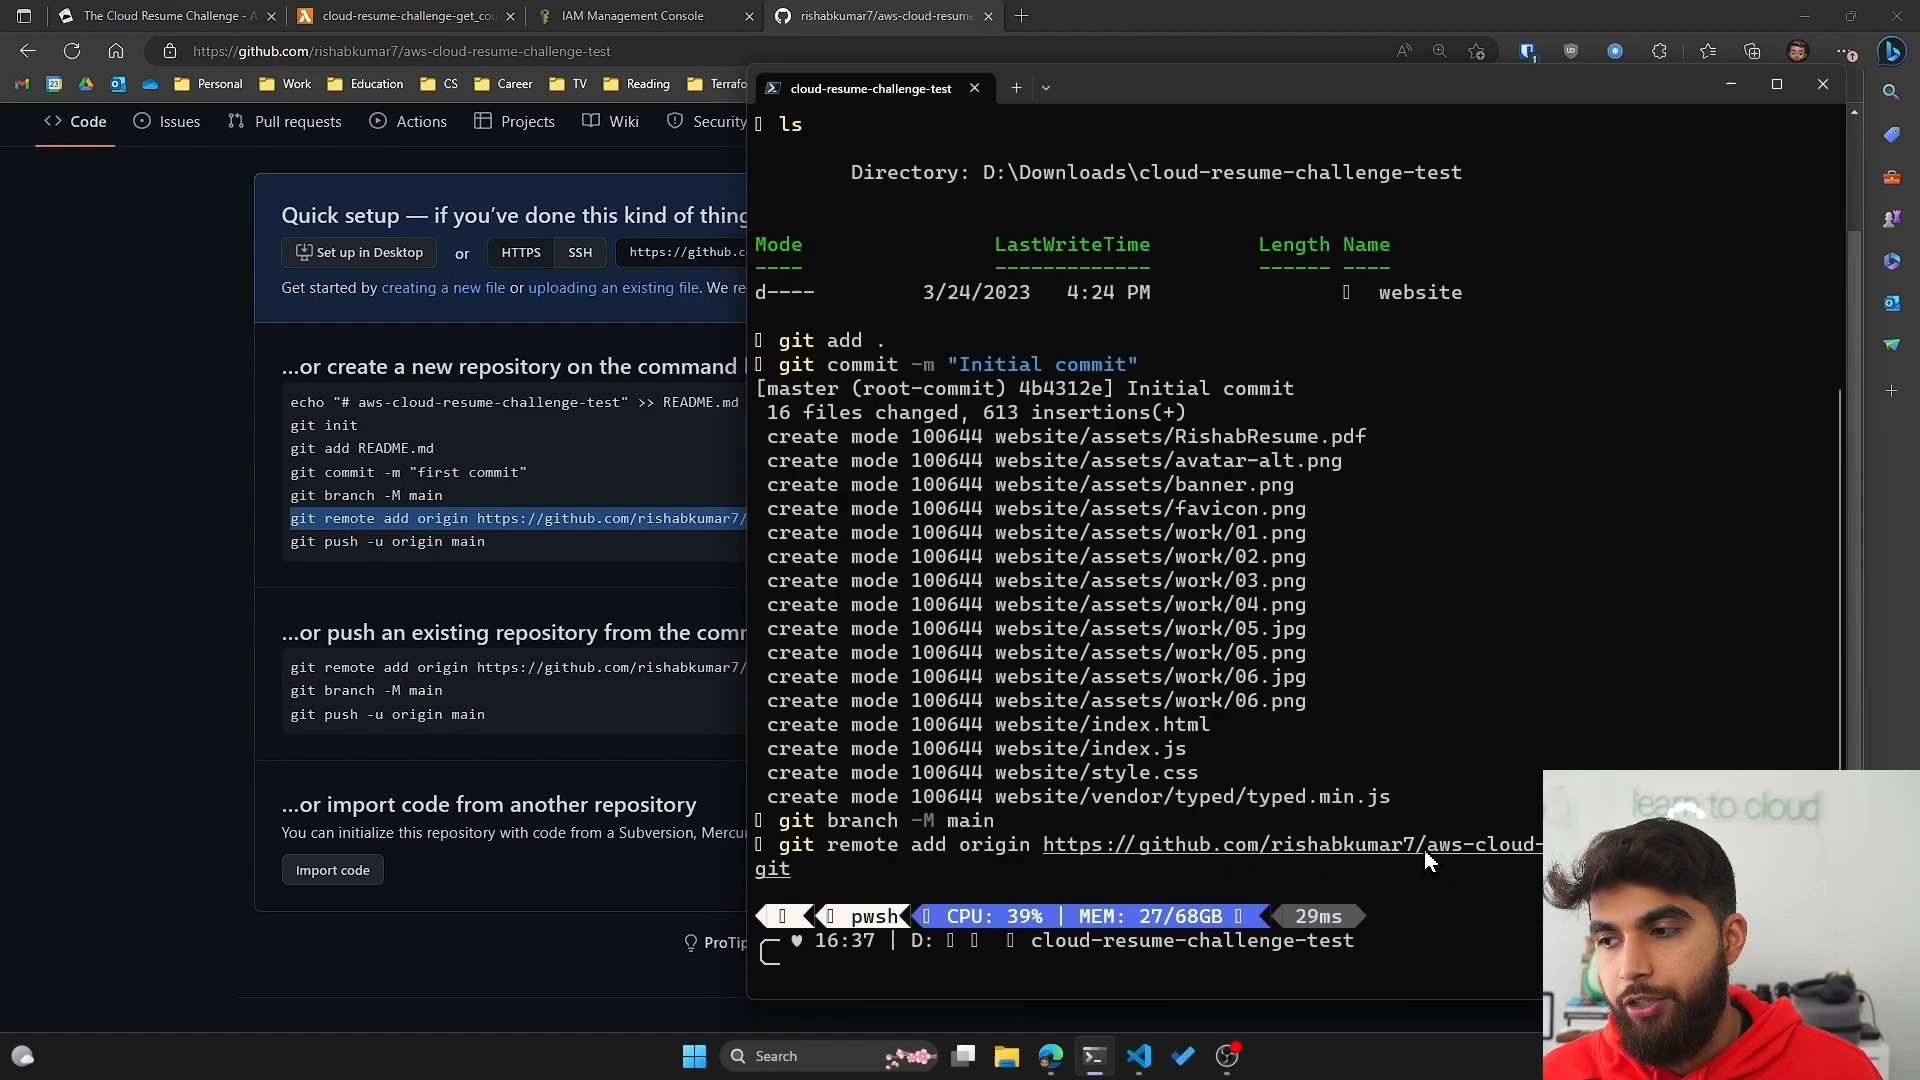 The Cloud Resume Challenge - A
cloud-resume-challenge-get_cou
IAM Management Console
rishabkumar7/aws-cloud-resume
https://github.com/rishabkumar7/aws-cloud-resume-challenge-test
Personal
Work
Education
CS
Career
TV
Reading
Terrafo
Code
Issues
Pull requests
Actions
Projects
Wiki
Security
Quick setup — if you’ve done this kind of thing
Set up in Desktop
or
HTTPS
SSH
https://github.c
Get started by creating a new file or uploading an existing file. We re
...or create a new repository on the command l
echo "# aws-cloud-resume-challenge-test" >> README.md
git init
git add README.md
git commit -m "first commit"
git branch -M main
git remote add origin https://github.com/rishabkumar7/
git push -u origin main
...or push an existing repository from the comm
git remote add origin https://github.com/rishabkumar7/
git branch -M main
git push -u origin main
...or import code from another repository
You can initialize this repository with code from a Subversion, Mercu
Import code
ProTip
cloud-resume-challenge-test
ls
Directory: D:\Downloads\cloud-resume-challenge-test
Mode LastWriteTime Length Name
---- ------------- ------ ----
d---- 3/24/2023 4:24 PM website
git add .
git commit -m "Initial commit"
[master (root-commit) 4b4312e] Initial commit
16 files changed, 613 insertions(+)
create mode 100644 website/assets/RishabResume.pdf
create mode 100644 website/assets/avatar-alt.png
create mode 100644 website/assets/banner.png
create mode 100644 website/assets/favicon.png
create mode 100644 website/assets/work/01.png
create mode 100644 website/assets/work/02.png
create mode 100644 website/assets/work/03.png
create mode 100644 website/assets/work/04.png
create mode 100644 website/assets/work/05.jpg
create mode 100644 website/assets/work/05.png
create mode 100644 website/assets/work/06.jpg
create mode 100644 website/assets/work/06.png
create mode 100644 website/index.html
create mode 100644 website/index.js
create mode 100644 website/style.css
create mode 100644 website/vendor/typed/typed.min.js
git branch -M main
git remote add origin https://github.com/rishabkumar7/aws-cloud-
git
pwsh CPU: 39% | MEM: 27/68GB 29ms
♥ 16:37 | D: cloud-resume-challenge-test
learn to cloud
Search